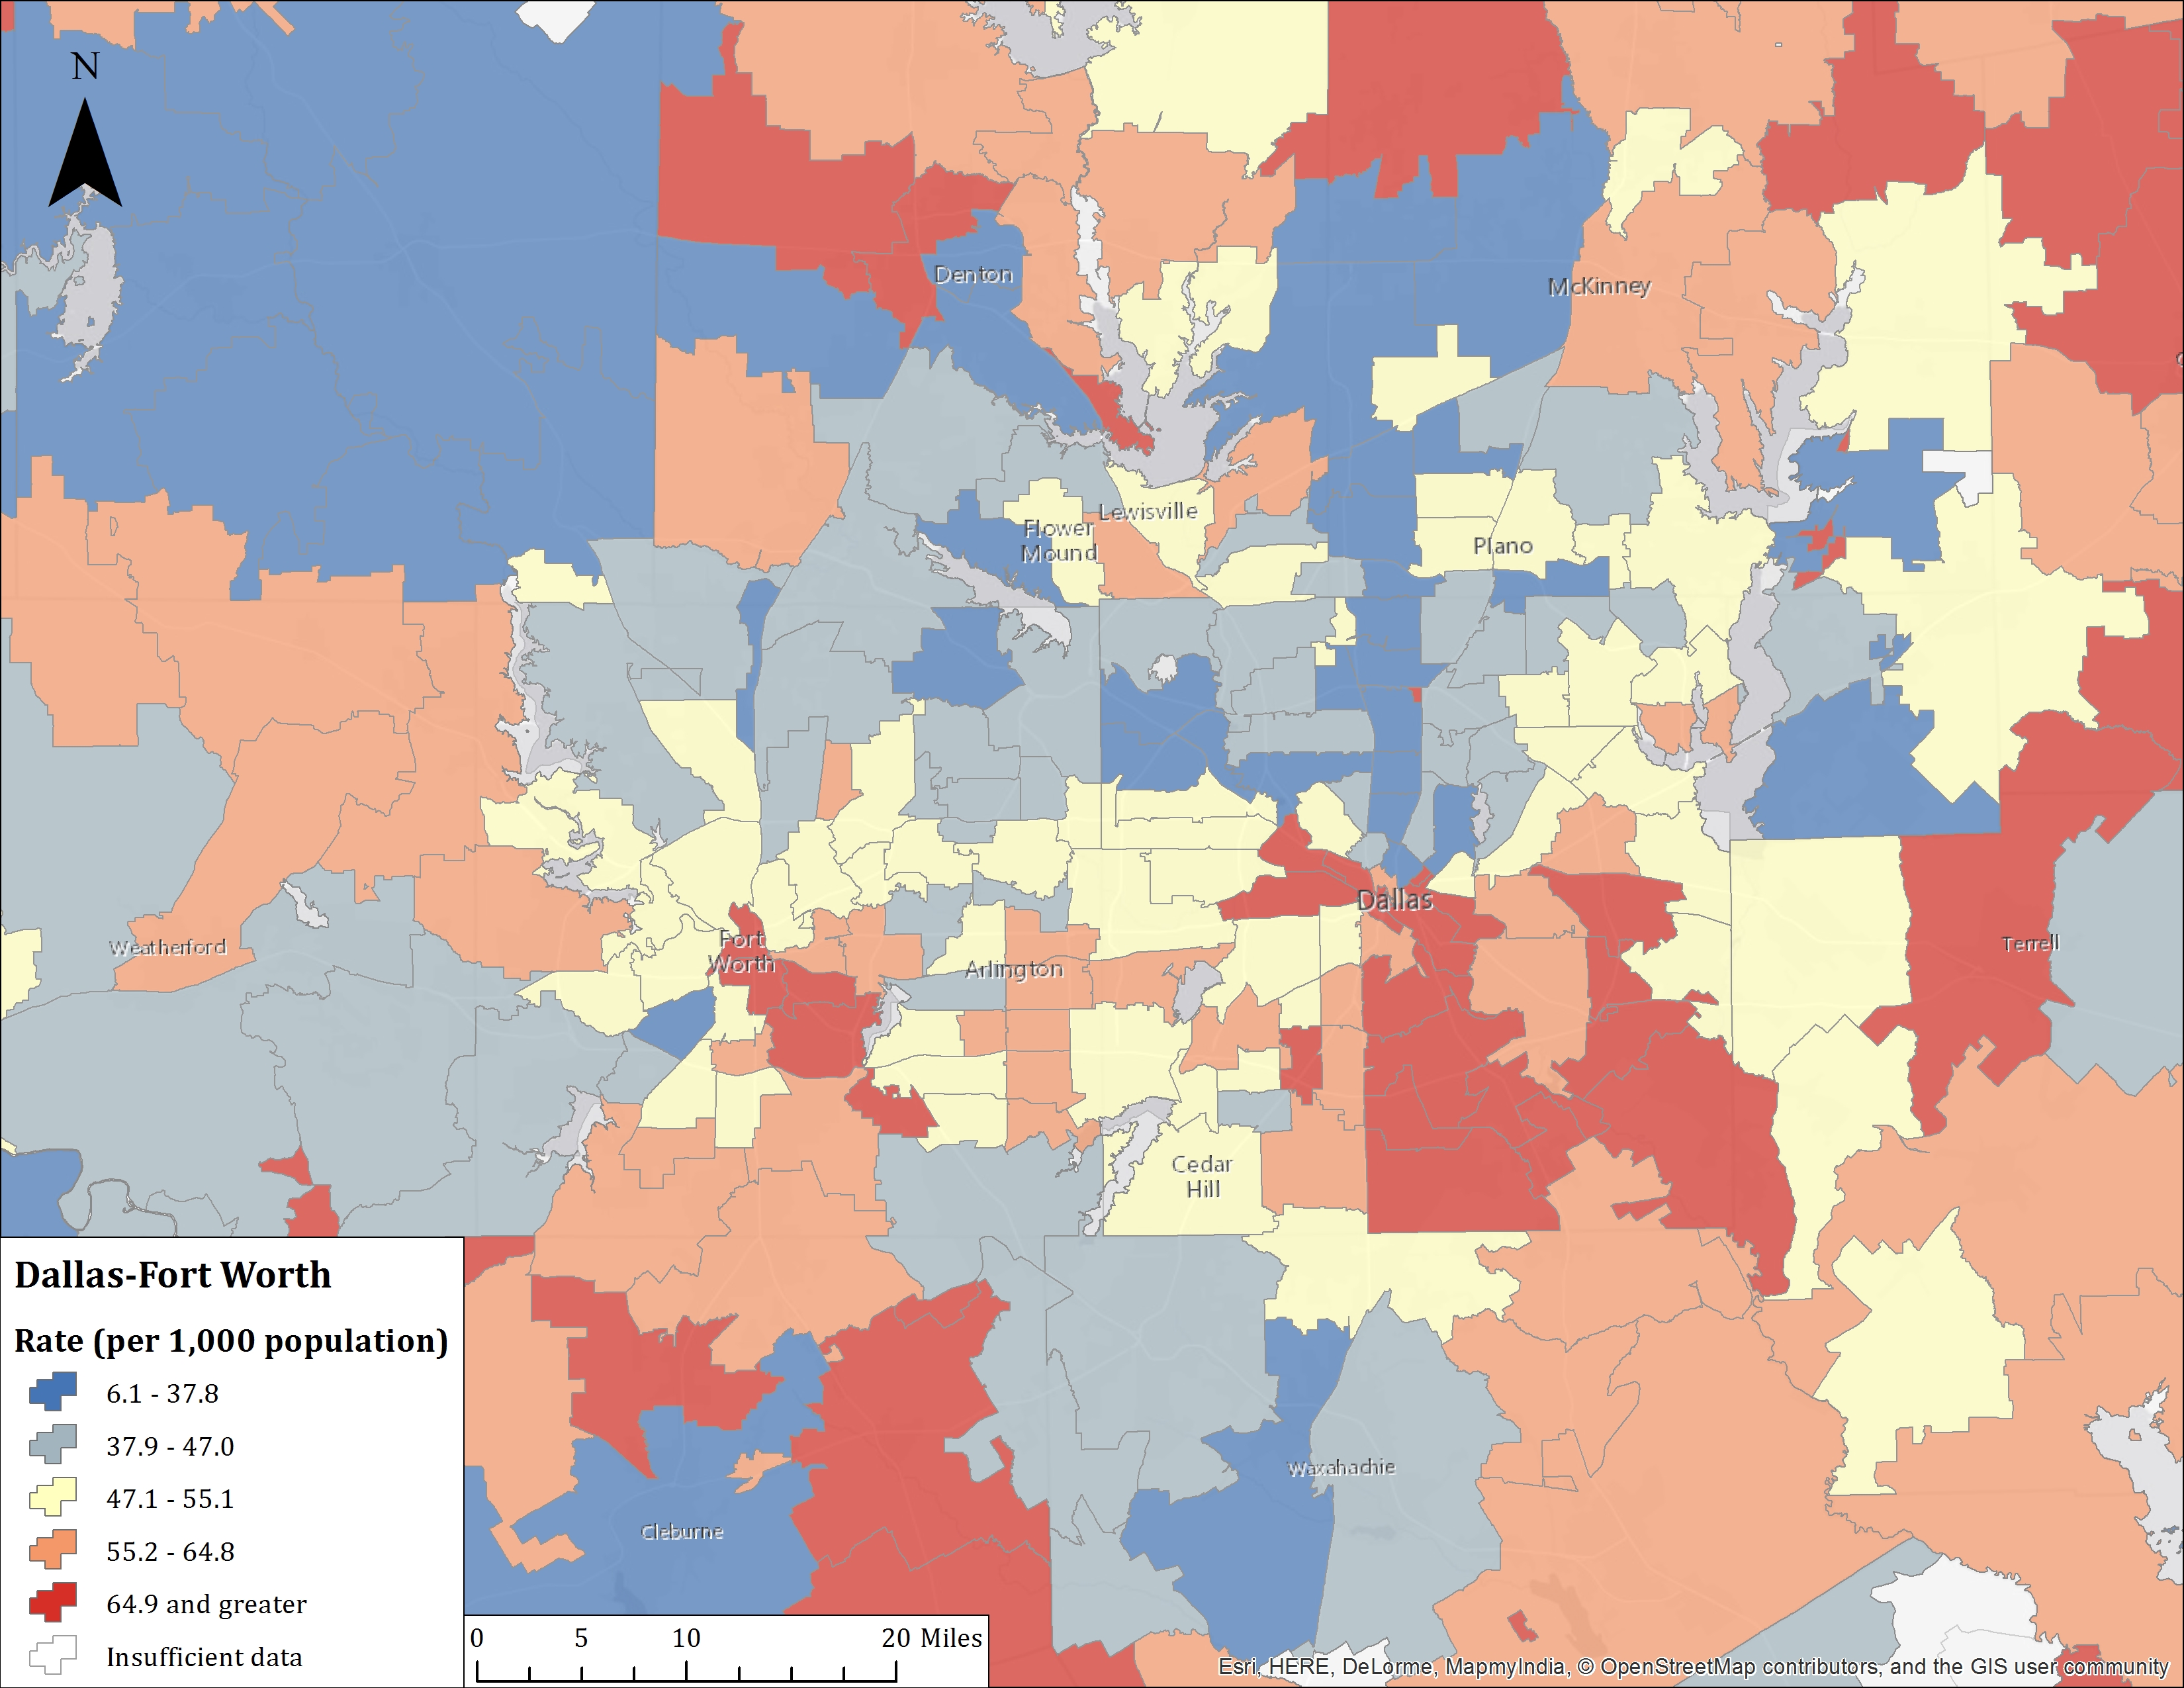 N
Denton
McKinney
Lewisville
Flower
Mound
Plano
Dallas
Weatherford
Fort
Worth
Arlington
Terrell
Cedar
Hill
Waxahachie
Cleburne
Dallas-Fort Worth
Rate (per 1,000 population)
6.1 - 37.8
37.9 - 47.0
47.1 - 55.1
55.2 - 64.8
64.9 and greater
Insufficient data
0 5 10 20 Miles
Esri, HERE, DeLorme, MapmyIndia, © OpenStreetMap contributors, and the GIS user community